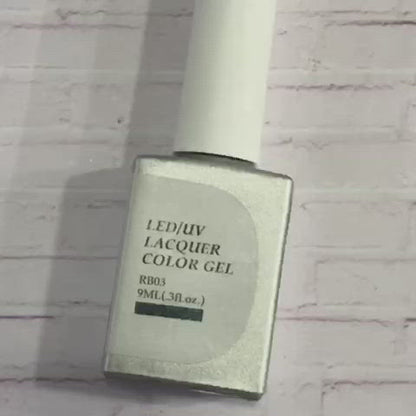 LED/UV
LACQUER
COLOR GEL
RB03
9ML(.3fl.oz.)